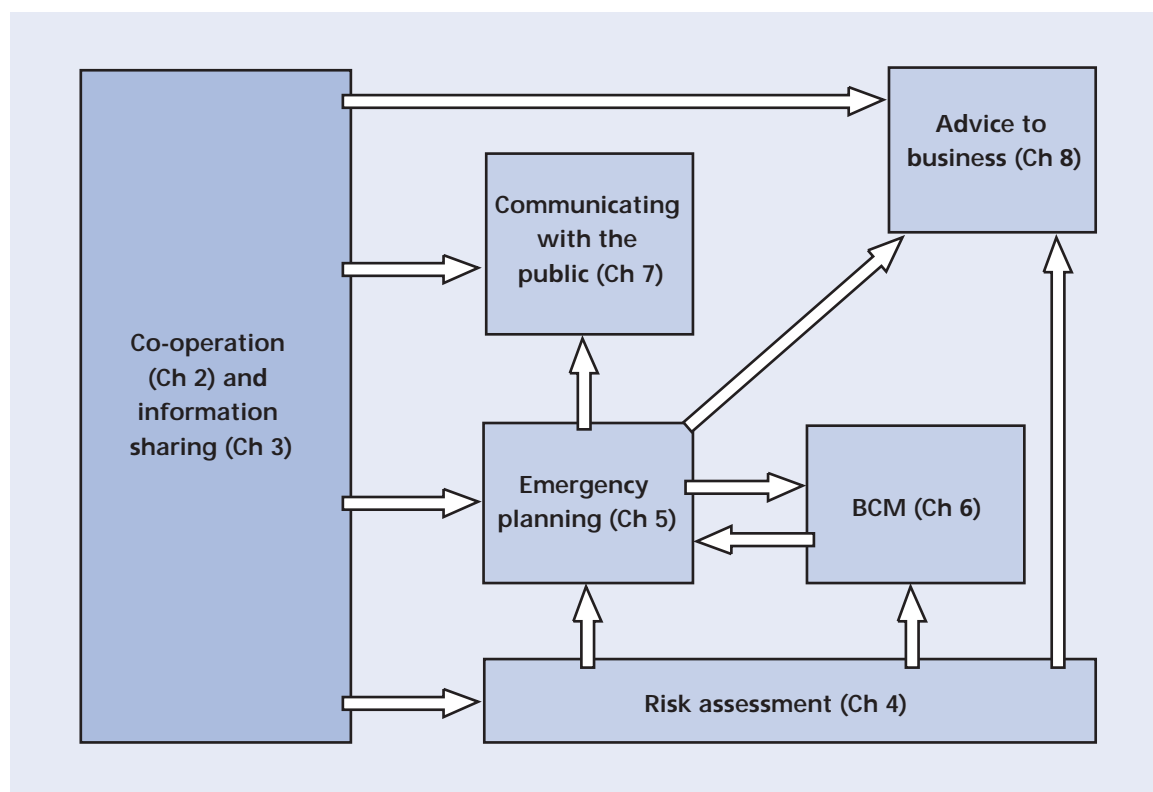 Co-operation
(Ch 2) and
information
sharing (Ch 3)
Advice to
business (Ch 8)
Communicating
with the
public (Ch 7)
Emergency
planning (Ch 5)
BCM (Ch 6)
Risk assessment (Ch 4)